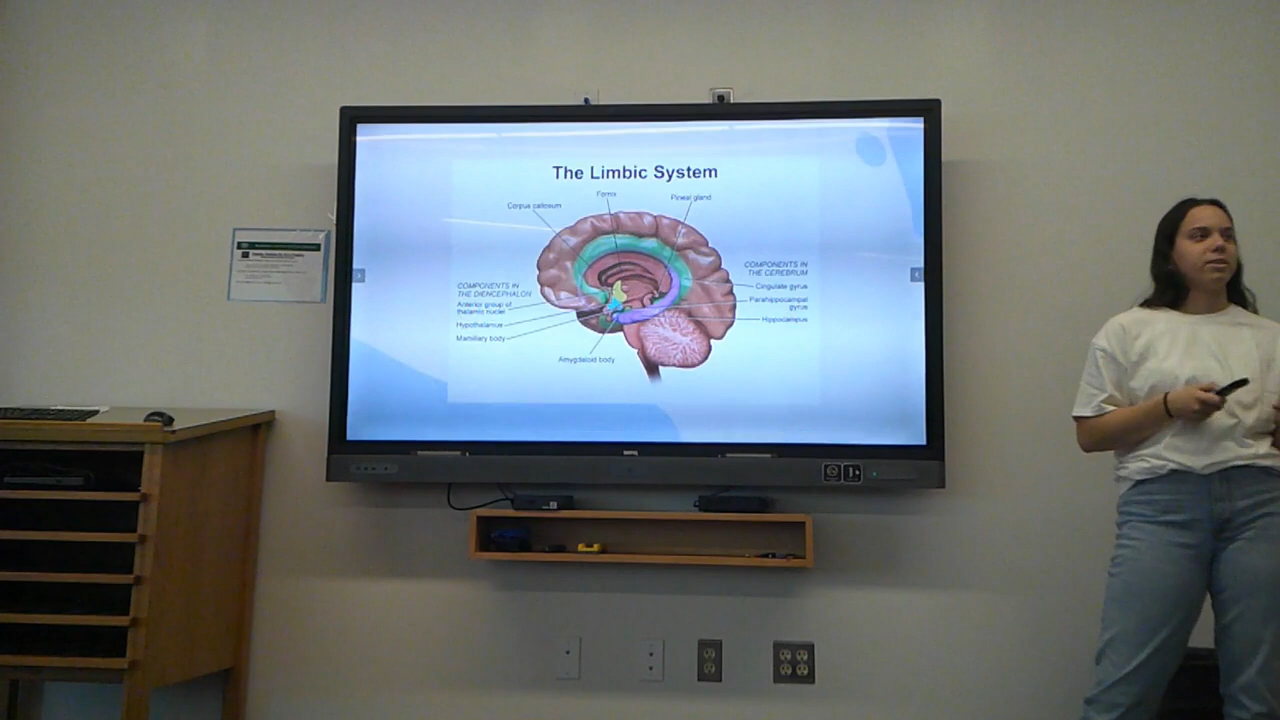 The Limbic System
Fornix
Corpus callosum
Pineal gland
COMPONENTS IN
THE CEREBRUM
COMPONENTS IN
THE DIENCEPHALON
Cingulate gyrus
Anterior group of
thalamic nuclei
Parahippocampal
gyrus
Hypothalamus
Hippocampus
Mamillary body
Amygdaloid body